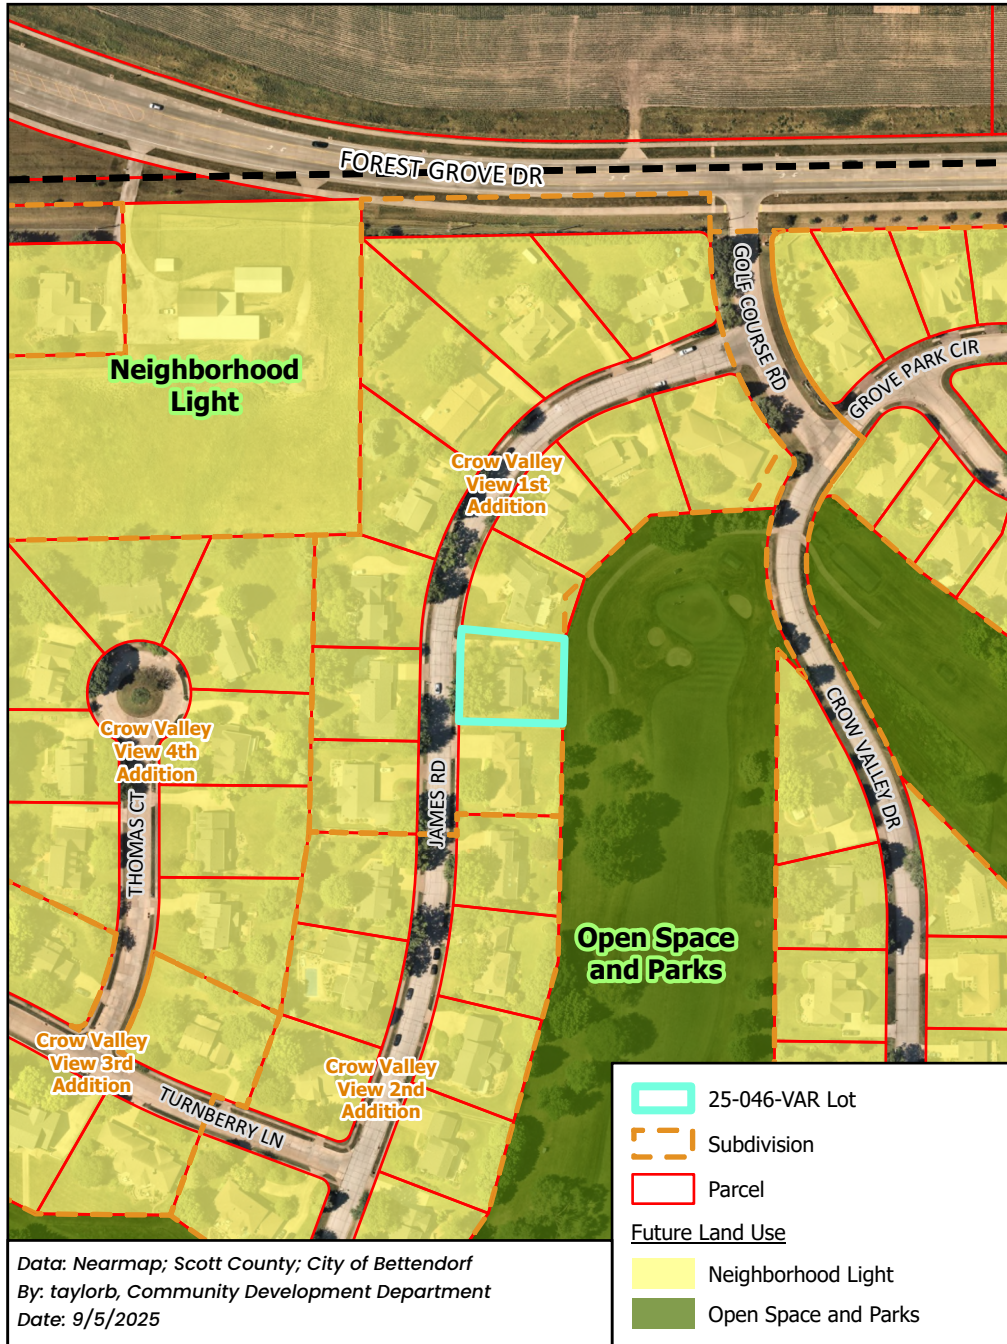 FOREST GROVE DR
GOLF COURSE RD
GROVE PARK CIR
Neighborhood
Light
Crow Valley
View 1st
Addition
Crow Valley
View 4th
Addition
THOMAS CT
JAMES RD
CROW VALLEY DR
Open Space
and Parks
Crow Valley
View 3rd
Addition
Crow Valley
View 2nd
Addition
TURNBERRY LN
25-046-VAR Lot
Subdivision
Parcel
Future Land Use
Neighborhood Light
Open Space and Parks
Data: Nearmap; Scott County; City of Bettendorf
By: taylorb, Community Development Department
Date: 9/5/2025